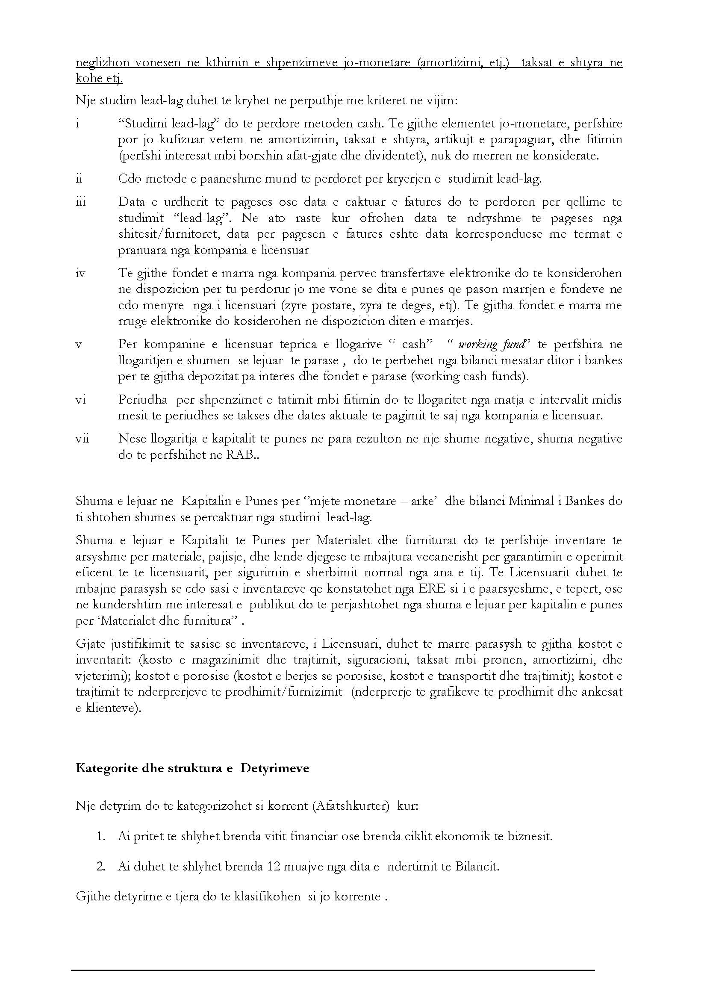 neglizhon vonesen ne kthimin e shpenzimeve jo-monetare (amortizimi, etj.) taksat e shtyra ne
kohe etj.
Nje studim lead-lag duhet te kryhet ne perputhje me kriteret ne vijim:
i “Studimi lead-lag” do te perdore metoden cash. Te gjithe elementet jo-monetare, perfshire
por jo kufizuar vetem ne amortizimin, taksat e shtyra, artikujt e parapaguar, dhe fitimin
(perfshi interesat mbi borxhin afat-gjate dhe dividentet), nuk do merren ne konsiderate.
ii Cdo metode e paaneshme mund te perdoret per kryerjen e studimit lead-lag.
iii Data e urdherit te pageses ose data e caktuar e fatures do te perdoren per qellime te
studimit “lead-lag”. Ne ato raste kur ofrohen data te ndryshme te pageses nga
shitesit/furnitoret, data per pagesen e fatures eshte data korresponduese me termat e
pranuara nga kompania e licensuar
iv Te gjithe fondet e marra nga kompania pervec transfertave elektronike do te konsiderohen
ne dispozicion per tu perdorur jo me vone se dita e punes qe pason marrjen e fondeve ne
cdo menyre nga i licensuari (zyre postare, zyra te deges, etj). Te gjitha fondet e marra me
rruge elektronike do kosiderohen ne dispozicion diten e marrjes.
v Per kompanine e licensuar teprica e llogarive “ cash” “ working fund” te perfshira ne
llogaritjen e shumen se lejuar te parase , do te perbehet nga bilanci mesatar ditor i bankes
per te gjitha depozitat pa interes dhe fondet e parase (working cash funds).
vi Periudha per shpenzimet e tatimit mbi fitimin do te llogaritet nga matja e intervalit midis
mesit te periudhes se takses dhe dates aktuale te pagimit te saj nga kompania e licensuar.
vii Nese llogaritja e kapitalit te punes ne para rezulton ne nje shume negative, shuma negative
do te perfshihet ne RAB..
Shuma e lejuar ne Kapitalin e Punes per ‘’mjete monetare – arke’ dhe bilanci Minimal i Bankes do
ti shtohen shumes se percaktuar nga studimi lead-lag.
Shuma e lejuar e Kapitalit te Punes per Materialet dhe furniturat do te perfshije inventare te
arsyshme per materiale, pajisje, dhe lende djegese te mbajtura vecanerisht per garantimin e operimit
eficent te te licensuarit, per sigurimin e sherbimit normal nga ana e tij. Te Licensuarit duhet te
mbajne parasysh se cdo sasi e inventareve qe konstatohet nga ERE si i e paarsyeshme, e tepert, ose
ne kundershtim me interesat e publikut do te perjashtohet nga shuma e lejuar per kapitalin e punes
per ‘Materialet dhe furnitura” .
Gjate justifikimit te sasise se inventareve, i Licensuari, duhet te marre parasysh te gjitha kostot e
inventarit: (kosto e magazinimit dhe trajtimit, siguracioni, taksat mbi pronen, amortizimi, dhe
vjeterimi); kostot e porosise (kostot e berjes se porosise, kostot e transportit dhe trajtimit); kostot e
trajtimit te nderprerjeve te prodhimit/furnizimit (nderprerje te grafikeve te prodhimit dhe ankesat
e klienteve).
Kategorite dhe struktura e Detyrimeve
Nje detyrim do te kategorizohet si korrent (Afatshkurter) kur:
1. Ai pritet te shlyhet brenda vitit financiar ose brenda ciklit ekonomik te biznesit.
2. Ai duhet te shlyhet brenda 12 muajve nga dita e ndertimit te Bilancit.
Gjithe detyrime e tjera do te klasifikohen si jo korrente .